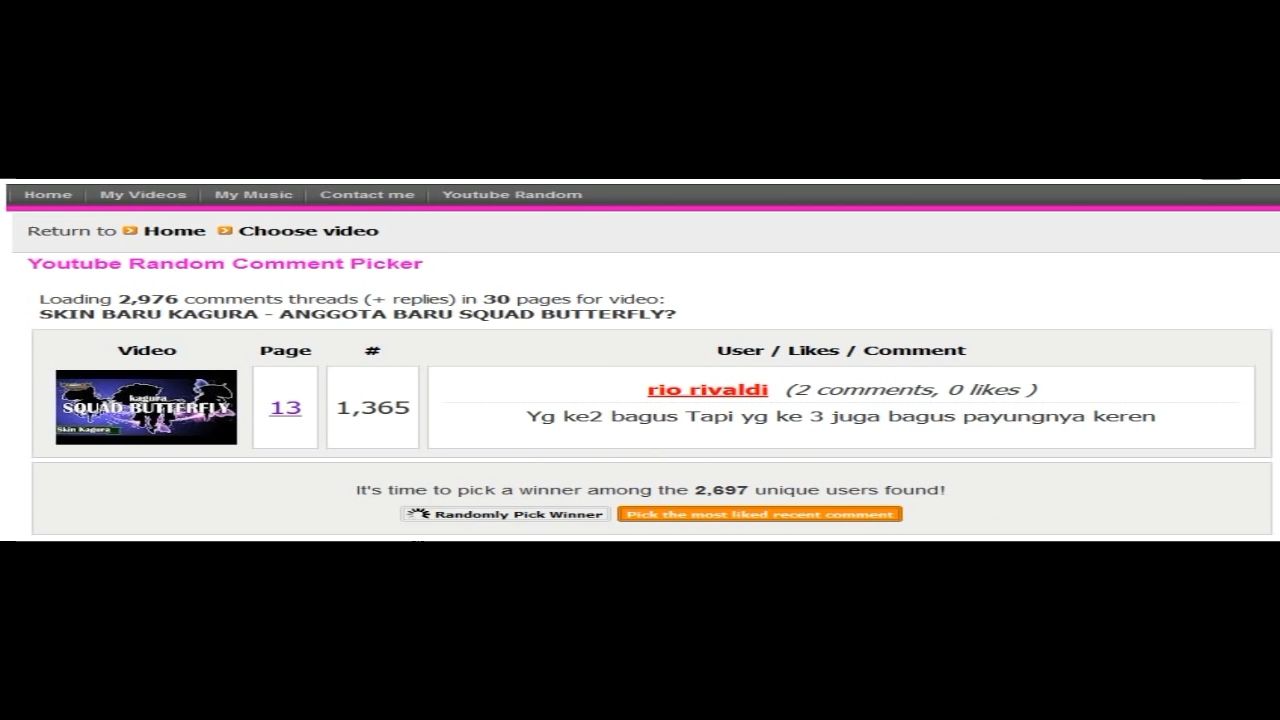 Home My Videos My Music Contact me Youtube Random
Return to Home Choose video
Youtube Random Comment Picker
Loading 2,976 comments threads (+ replies) in 30 pages for video:
SKIN BARU KAGURA - ANGGOTA BARU SQUAD BUTTERFLY?
Video Page # User / Likes / Comment
kagura
SQUAD BUTTERFLY
Skin Kagura
13
1,365
rio rivaldi (2 comments, 0 likes )
Yg ke2 bagus Tapi yg ke 3 juga bagus payungnya keren
It's time to pick a winner among the 2,697 unique users found!
Randomly Pick Winner Pick the most liked recent comment